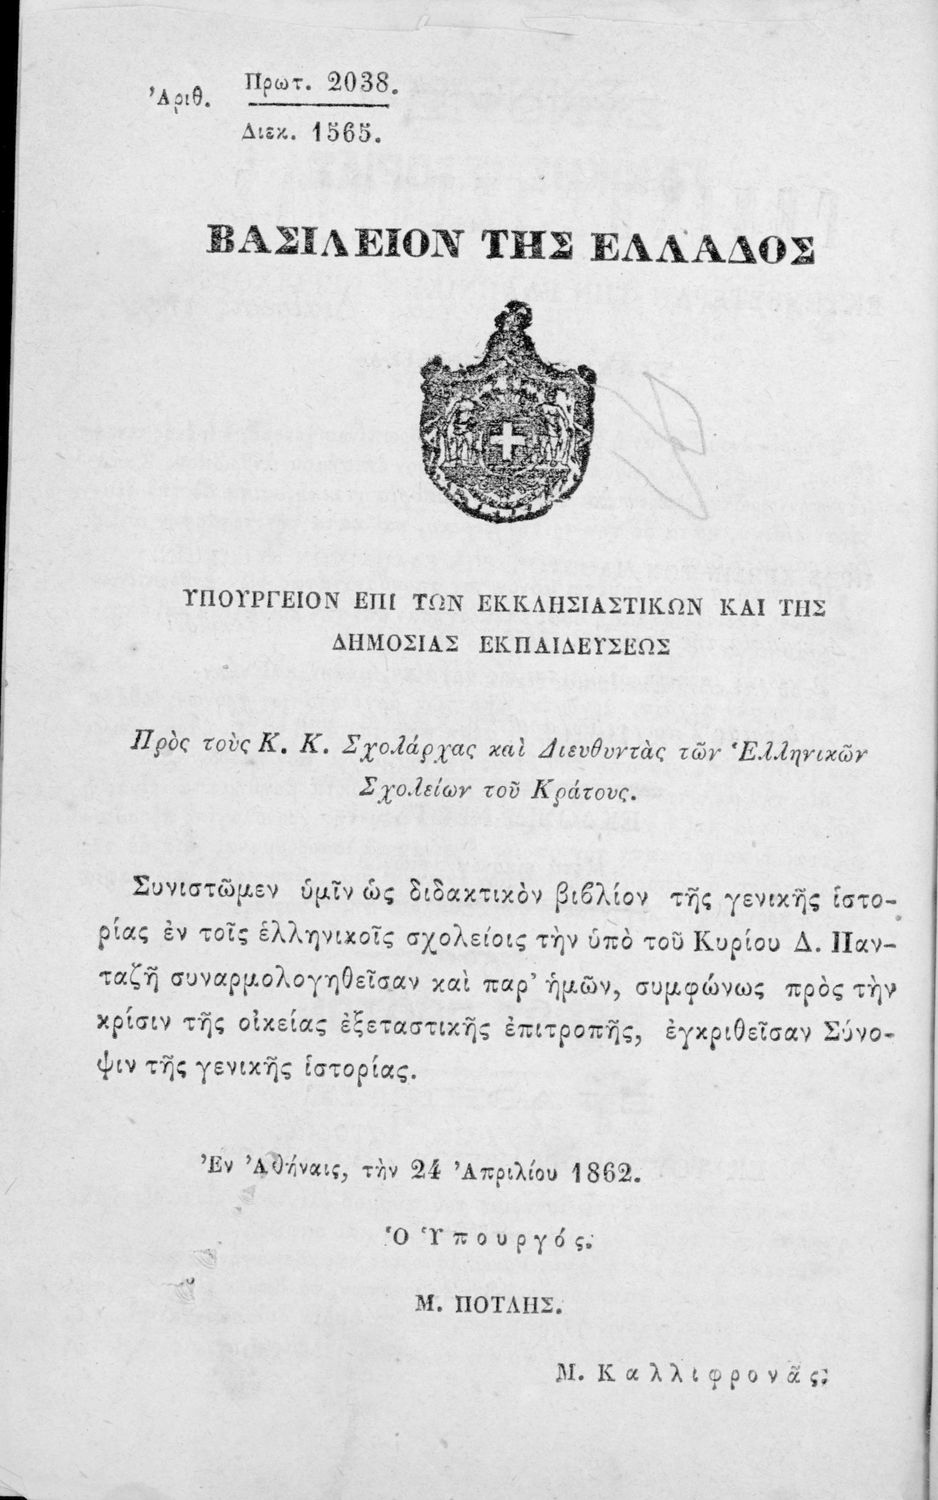 Ἀριθ. Πρωτ. 2038.
Διεκ. 1565.
ΒΑΣΙΛΕΙΟΝ ΤΗΣ ΕΛΛΑΔΟΣ
ΥΠΟΥΡΓΕΙΟΝ ΕΠΙ ΤΩΝ ΕΚΚΛΗΣΙΑΣΤΙΚΩΝ ΚΑΙ ΤΗΣ
ΔΗΜΟΣΙΑΣ ΕΚΠΑΙΔΕΥΣΕΩΣ
Πρὸς τοὺς Κ. Κ. Σχολάρχας καὶ Διευθυντὰς τῶν Ἑλληνικῶν
Σχολείων τοῦ Κράτους.
Συνιστῶμεν ὑμῖν ὡς διδακτικὸν βιβλίον τῆς γενικῆς ἱστο-
ρίας ἐν τοῖς ἑλληνικοῖς σχολείοις τὴν ὑπὸ τοῦ Κυρίου Δ. Παν-
ταζῆ συναρμολογηθεῖσαν καὶ παρ’ ἡμῶν, συμφώνως πρὸς τὴν
κρίσιν τῆς οἰκείας ἐξεταστικῆς ἐπιτροπῆς, ἐγκριθεῖσαν Σύνο-
ψιν τῆς γενικῆς ἱστορίας.
Ἐν Ἀθήναις, τὴν 24 Ἀπριλίου 1862.
Ὁ Ὑπουργός.
Μ. ΠΟΤΛΗΣ.
Μ. Καλλιφρονᾶς.